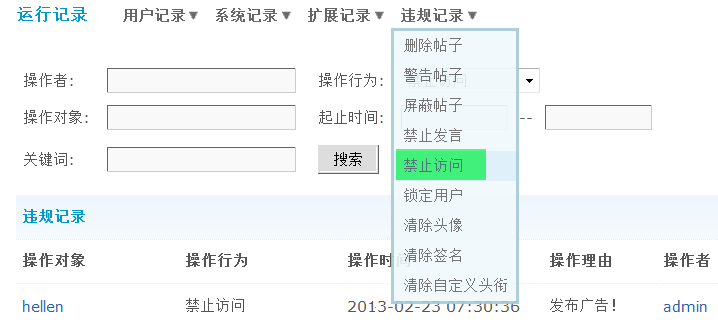 运行记录 用户记录▼ 系统记录▼ 扩展记录▼ 违规记录▼
删除帖子
操作者： 操作行为： 警告帖子
操作对象： 起止时间： 屏蔽帖子 --
禁止发言
关键词： 搜索 禁止访问
锁定用户
违规记录 清除头像
操作对象 操作行为 操作时间 清除签名 操作理由 操作者
清除自定义头衔
hellen 禁止访问 2013-02-23 07:30:36 发布广告！ admin